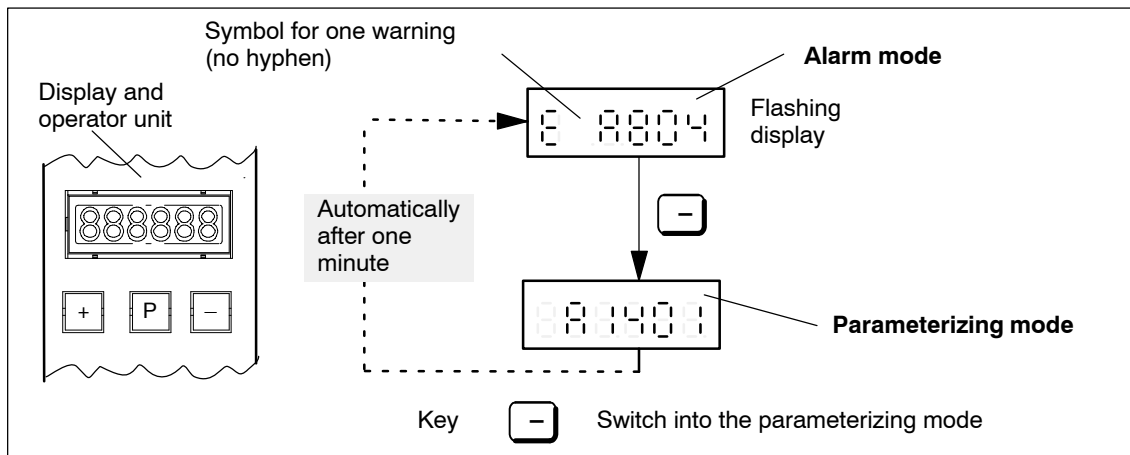 Symbol for one warning
(no hyphen)
Alarm mode
Display and
operator unit
E A804
Flashing
display
Automatically
after one
minute
–
A1401
+ P –
Parameterizing mode
Key – Switch into the parameterizing mode